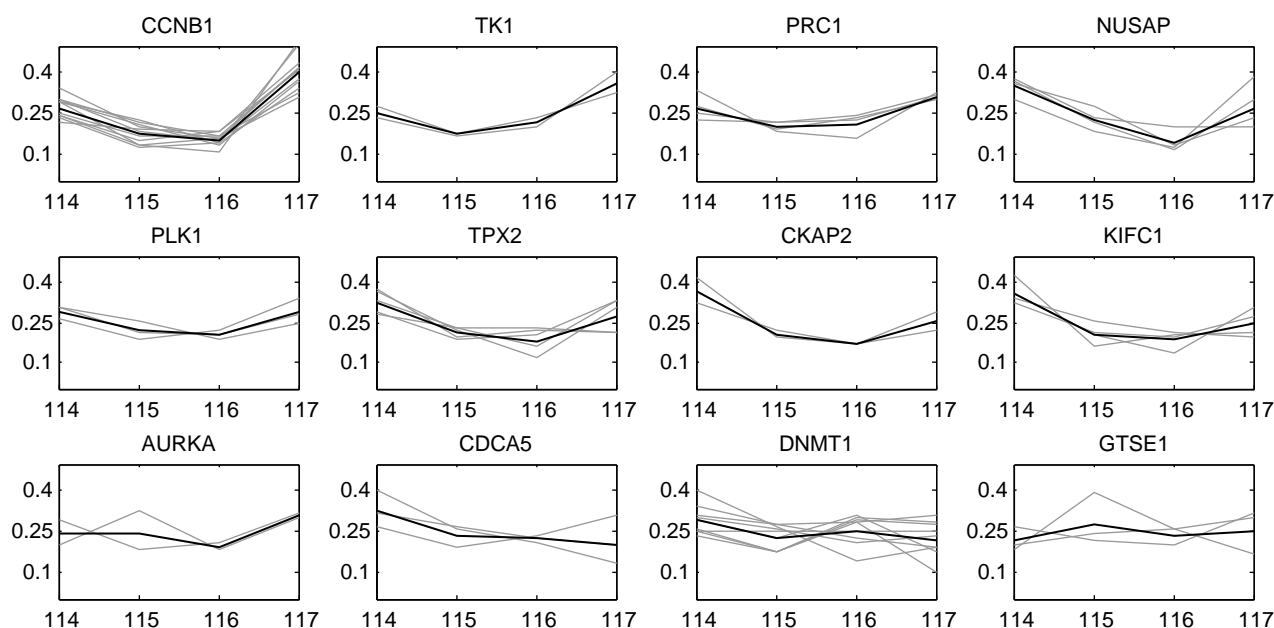 CCNB1 TK1 PRC1 NUSAP
0.4 0.4 0.4 0.4
0.25 0.25 0.25 0.25
0.1 0.1 0.1 0.1
114 115 116 117 114 115 116 117 114 115 116 117 114 115 116 117
PLK1 TPX2 CKAP2 KIFC1
0.4 0.4 0.4 0.4
0.25 0.25 0.25 0.25
0.1 0.1 0.1 0.1
114 115 116 117 114 115 116 117 114 115 116 117 114 115 116 117
AURKA CDCA5 DNMT1 GTSE1
0.4 0.4 0.4 0.4
0.25 0.25 0.25 0.25
0.1 0.1 0.1 0.1
114 115 116 117 114 115 116 117 114 115 116 117 114 115 116 117